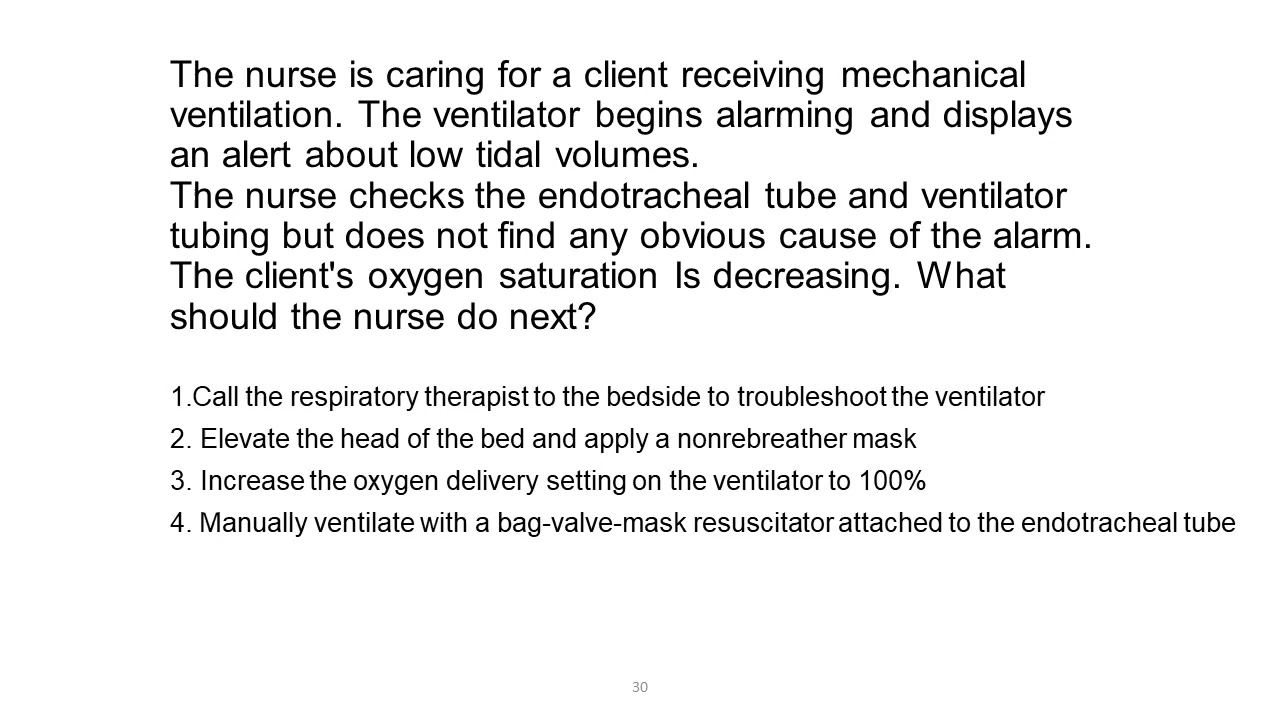 The nurse is caring for a client receiving mechanical
ventilation. The ventilator begins alarming and displays
an alert about low tidal volumes.
The nurse checks the endotracheal tube and ventilator
tubing but does not find any obvious cause of the alarm.
The client's oxygen saturation Is decreasing. What
should the nurse do next?
1.Call the respiratory therapist to the bedside to troubleshoot the ventilator
2. Elevate the head of the bed and apply a nonrebreather mask
3. Increase the oxygen delivery setting on the ventilator to 100%
4. Manually ventilate with a bag-valve-mask resuscitator attached to the endotracheal tube
30